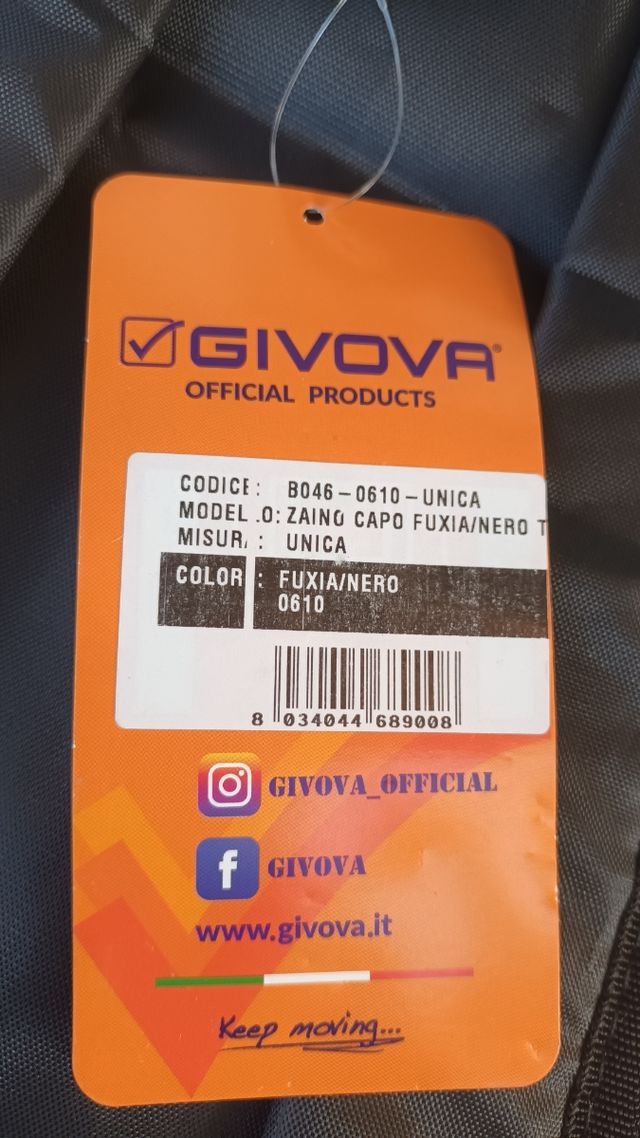 GIVOVA®
OFFICIAL PRODUCTS
CODICE: B046-0610-UNICA
MODEL.O: ZAINO CAPO FUXIA/NERO T
MISUR. : UNICA
COLOR : FUXIA/NERO
0610
8 034044 689008
GIVOVA_OFFICIAL
f GIVOVA
www.givova.it
Keep moving...